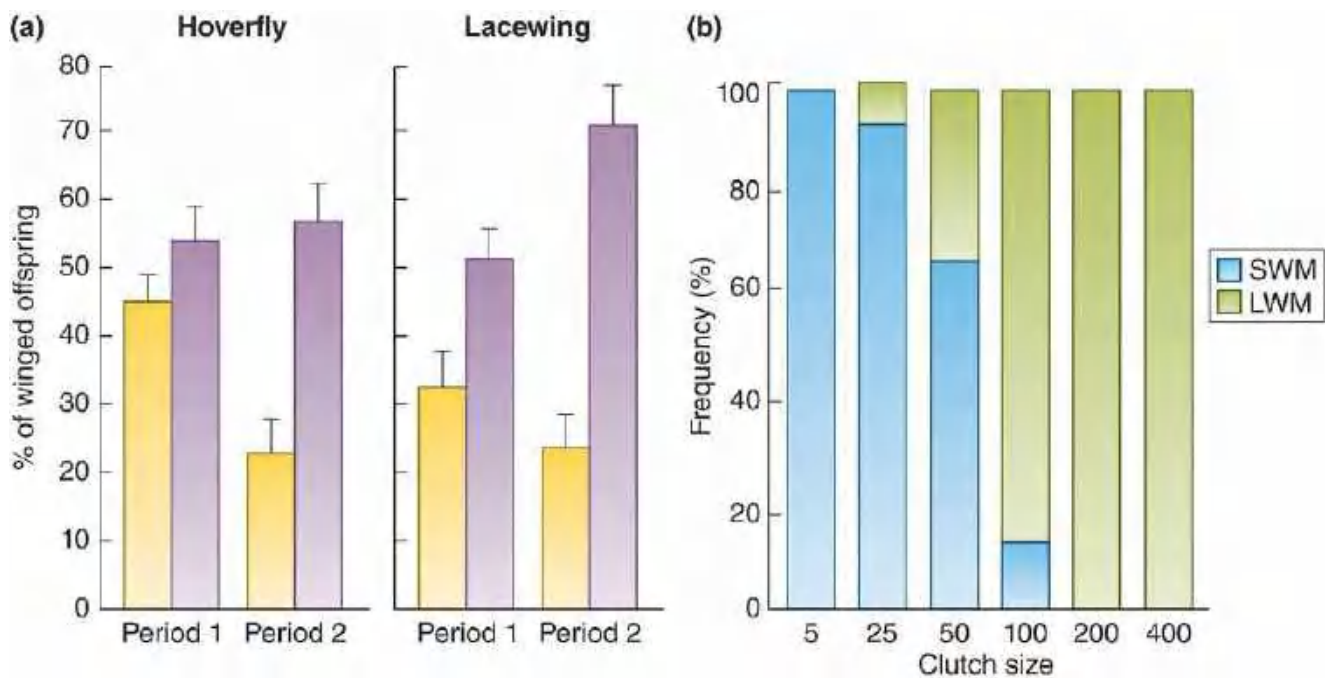 (a)
Hoverfly
Lacewing
% of winged offspring
80
70
60
50
40
30
20
10
0
Period 1 Period 2
Period 1 Period 2
(b)
Frequency (%)
100
80
60
40
20
0
5 25 50 100 200 400
Clutch size
SWM
LWM